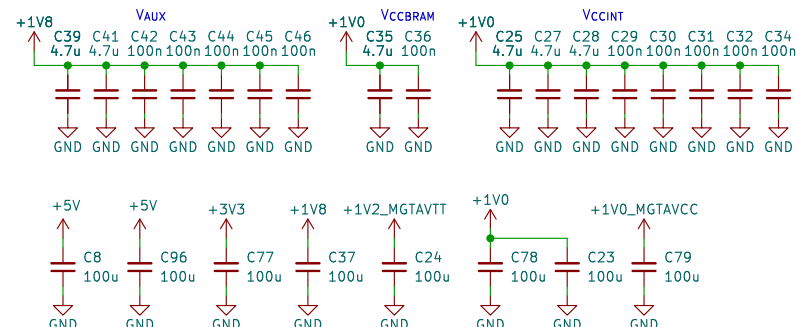 VAUX VCCBRAM VCCINT
+1V8 +1V0 +1V0
C39 C41 C42 C43 C44 C45 C46 C35 C36 C25 C27 C28 C29 C30 C31 C32 C34
4.7u 4.7u 100n 100n 100n 100n 100n 4.7u 100n 4.7u 4.7u 4.7u 100n 100n 100n 100n 100n
GND GND GND GND GND GND GND GND GND GND GND GND GND GND GND GND GND
+5V +5V +3V3 +1V8 +1V2_MGTAVTT +1V0 +1V0_MGTAVCC
C8 C96 C77 C37 C24 C78 C23 C79
100u 100u 100u 100u 100u 100u 100u 100u
GND GND GND GND GND GND GND GND